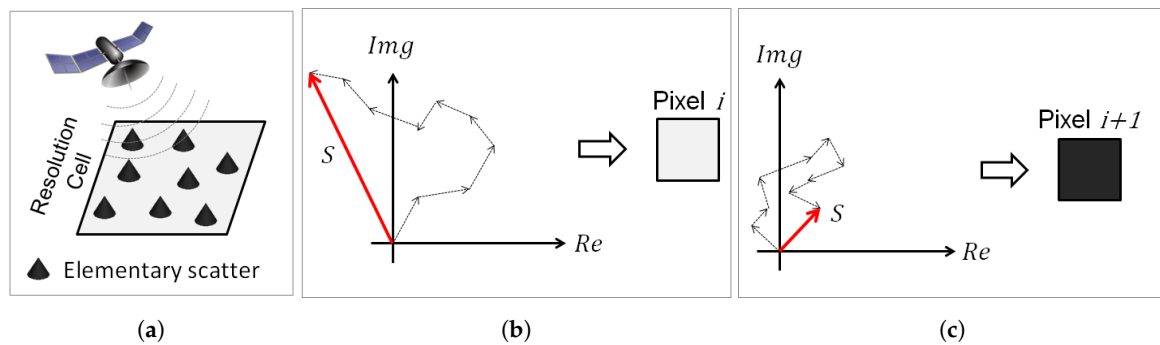 Resolution
Cell
Elementary scatter
(a)
Img
S
Re
Pixel i
(b)
Img
S
Re
Pixel i+1
(c)